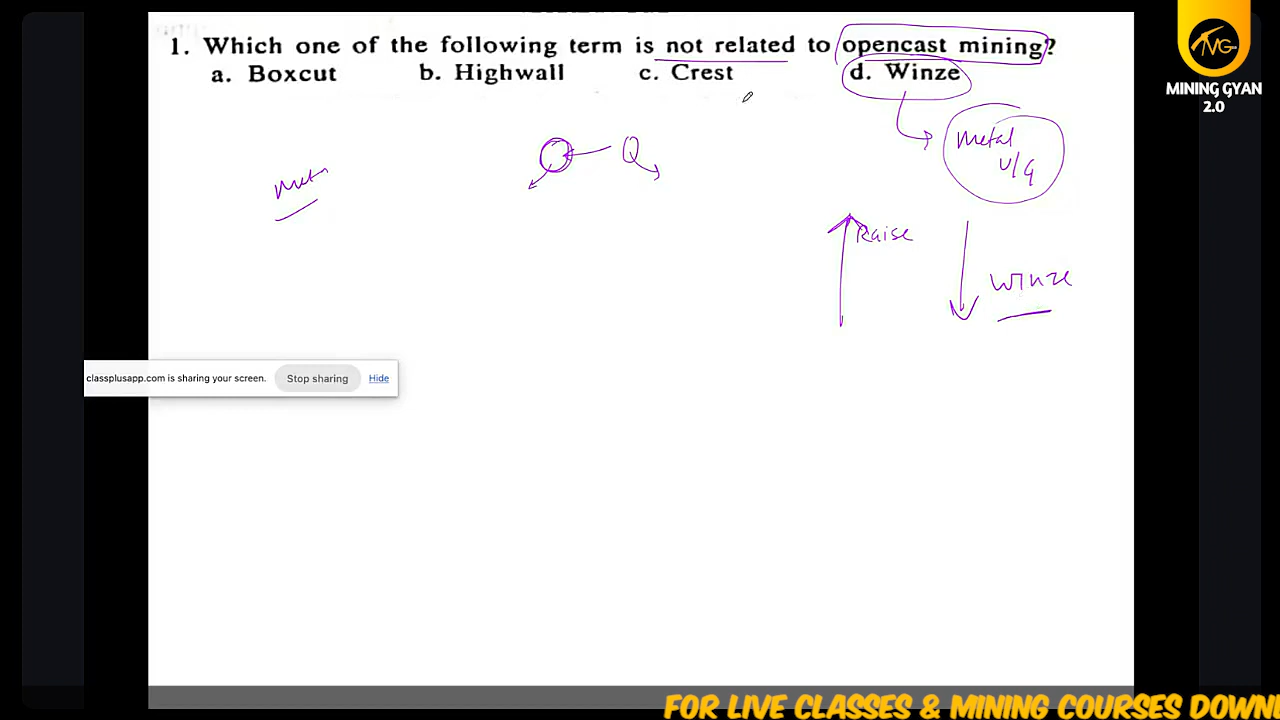 1. Which one of the following term is not related to opencast mining?
a. Boxcut b. Highwall c. Crest d. Winze
MINING GYAN
2.0
Metal
U/G
Q
Met
Raise
Winze
classplusapp.com is sharing your screen. Stop sharing Hide
FOR LIVE CLASSES & MINING COURSES DOWN